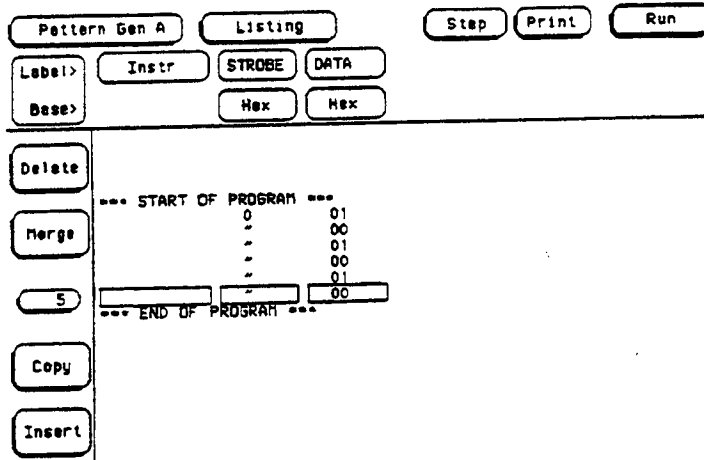 Pattern Gen A Listing Step Print Run
Label> Instr STROBE DATA
Base> Hex Hex
Delete
*** START OF PROGRAM ***
0 01
" 00
Merge " 01
" 00
" 01
5 " 00
*** END OF PROGRAM ***
Copy
Insert